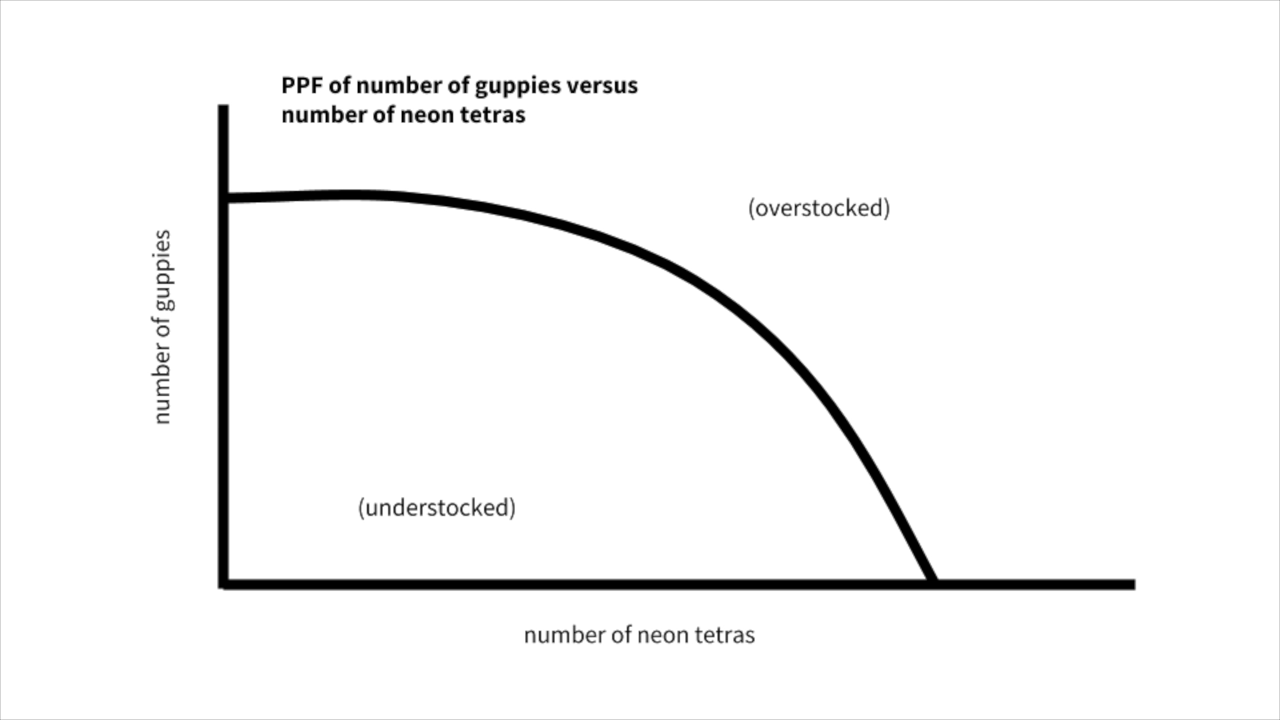 PPF of number of guppies versus
number of neon tetras
(overstocked)
number of guppies
(understocked)
number of neon tetras